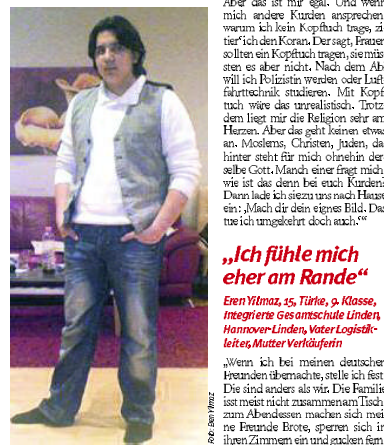 Aber das ist mir egal. Und wenn
mich andere Kurden ansprechen,
warum ich kein Kopftuch trage, zi-
tier' ich den Koran. Der sagt, Frauen
sollten ein Kopftuch tragen, sie müs-
sten es aber nicht. Nach dem Abi
will ich Polizistin werden oder Luft-
fahrttechnik studieren. Mit Kopf-
tuch wäre das unrealistisch. Trotz-
dem liegt mir die Religion sehr am
Herzen. Aber das geht keinen etwas
an. Moslems, Christen, Juden, da-
hinter steht für mich ohnehin der-
selbe Gott. Manch einer fragt mich,
wie ist das denn bei euch Kurden?
Dann lade ich sie zu uns nach Hause
ein: ‚Mach dir dein eignes Bild. Das
tue ich umgekehrt doch auch.'"
„Ich fühle mich
eher am Rande"
Eren Yilmaz, 15, Türke, 9. Klasse,
Integrierte Gesamtschule Linden,
Hannover-Linden, Vater Logistik-
leiter, Mutter Verkäuferin
„Wenn ich bei meinen deutschen
Freunden übernachte, stelle ich fest:
Die sind anders als wir. Die Familie
isst meist nicht zusammen am Tisch,
zum Abendessen machen sich mei-
ne Freunde Brote, sperren sich in
ihren Zimmern ein und gucken fern.
Foto: Eren Yilmaz